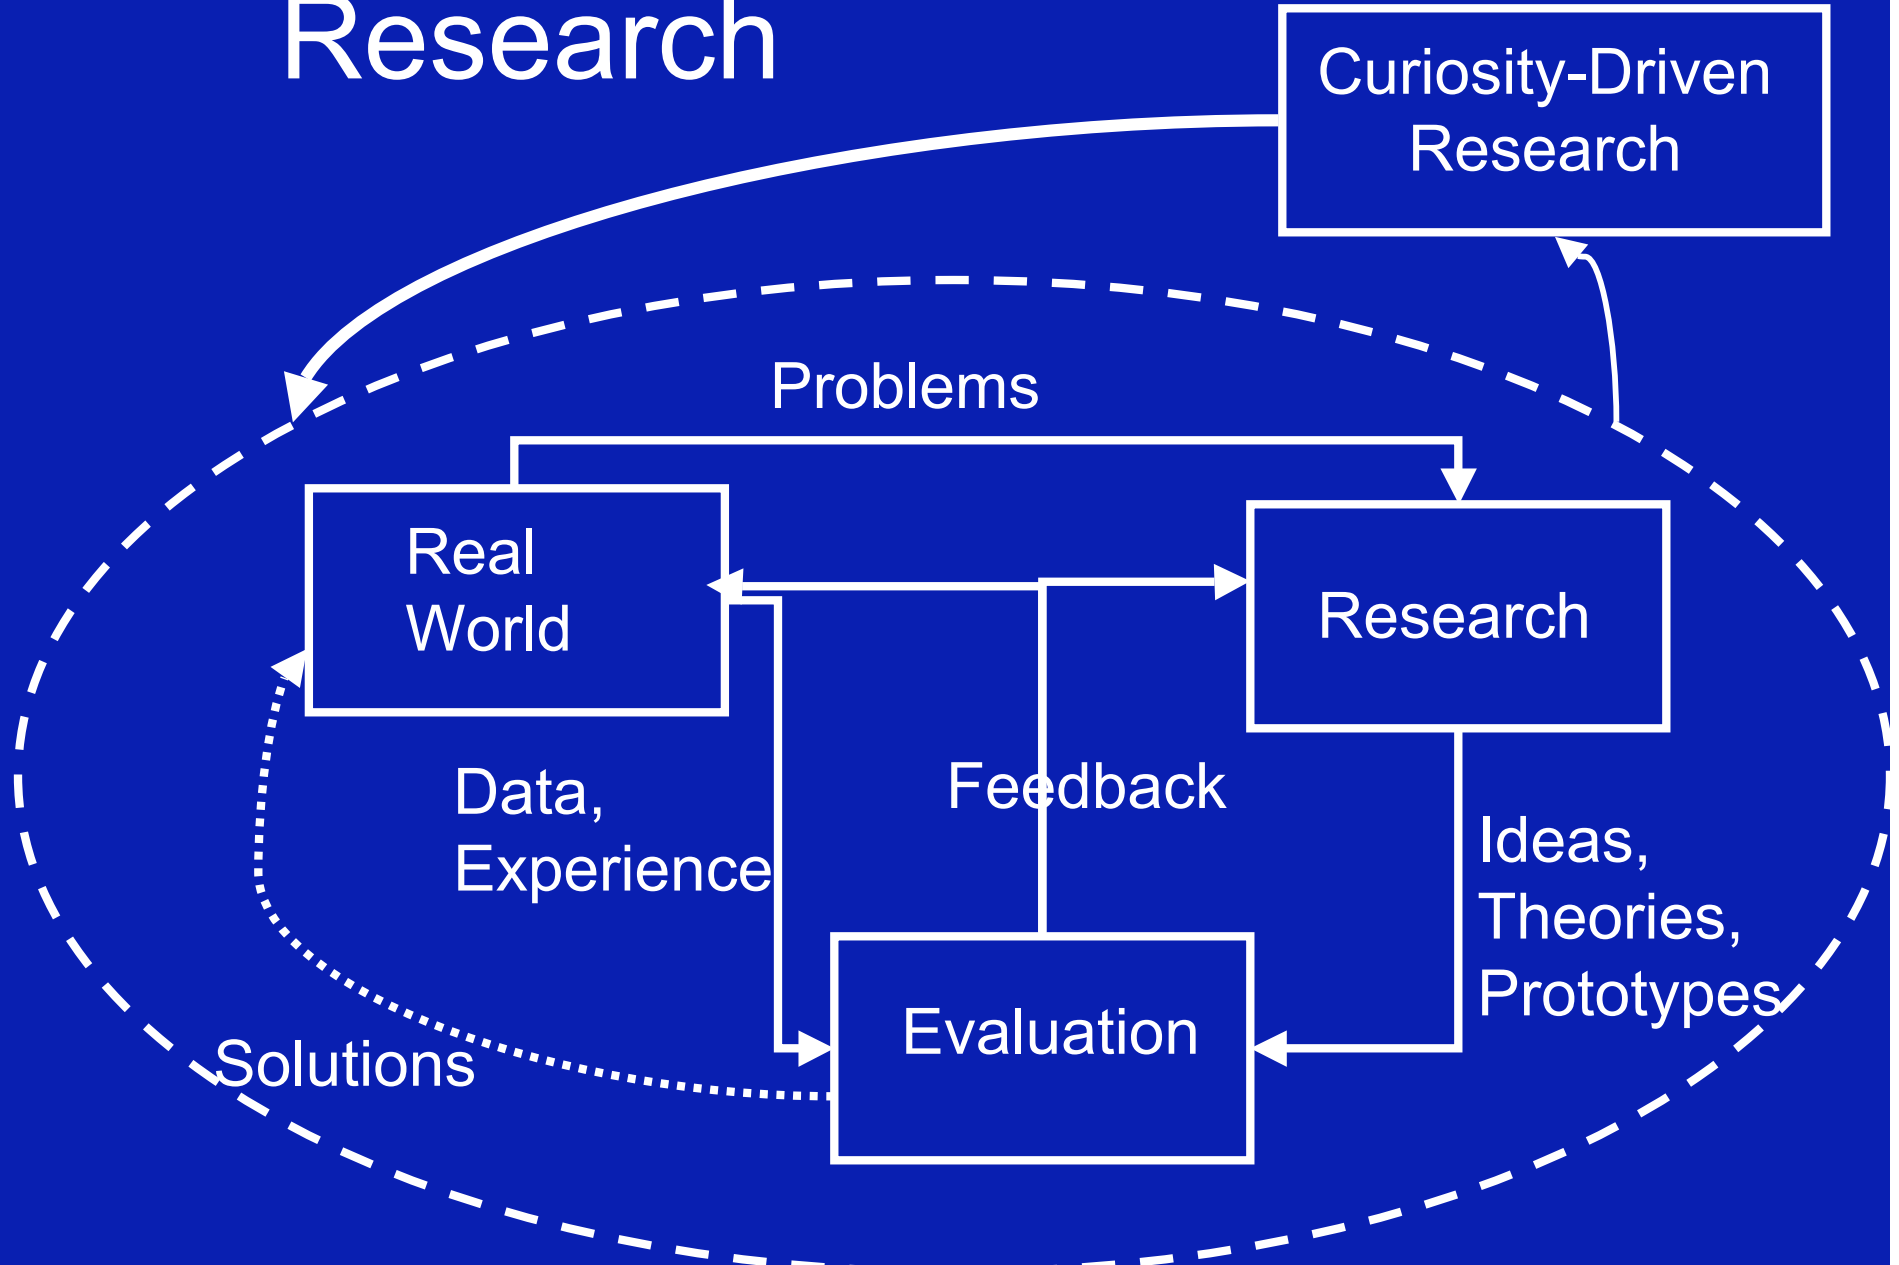 Research
Curiosity-Driven
Research
Problems
Real
World
Research
Data,
Experience
Feedback
Ideas,
Theories,
Prototypes
Evaluation
Solutions